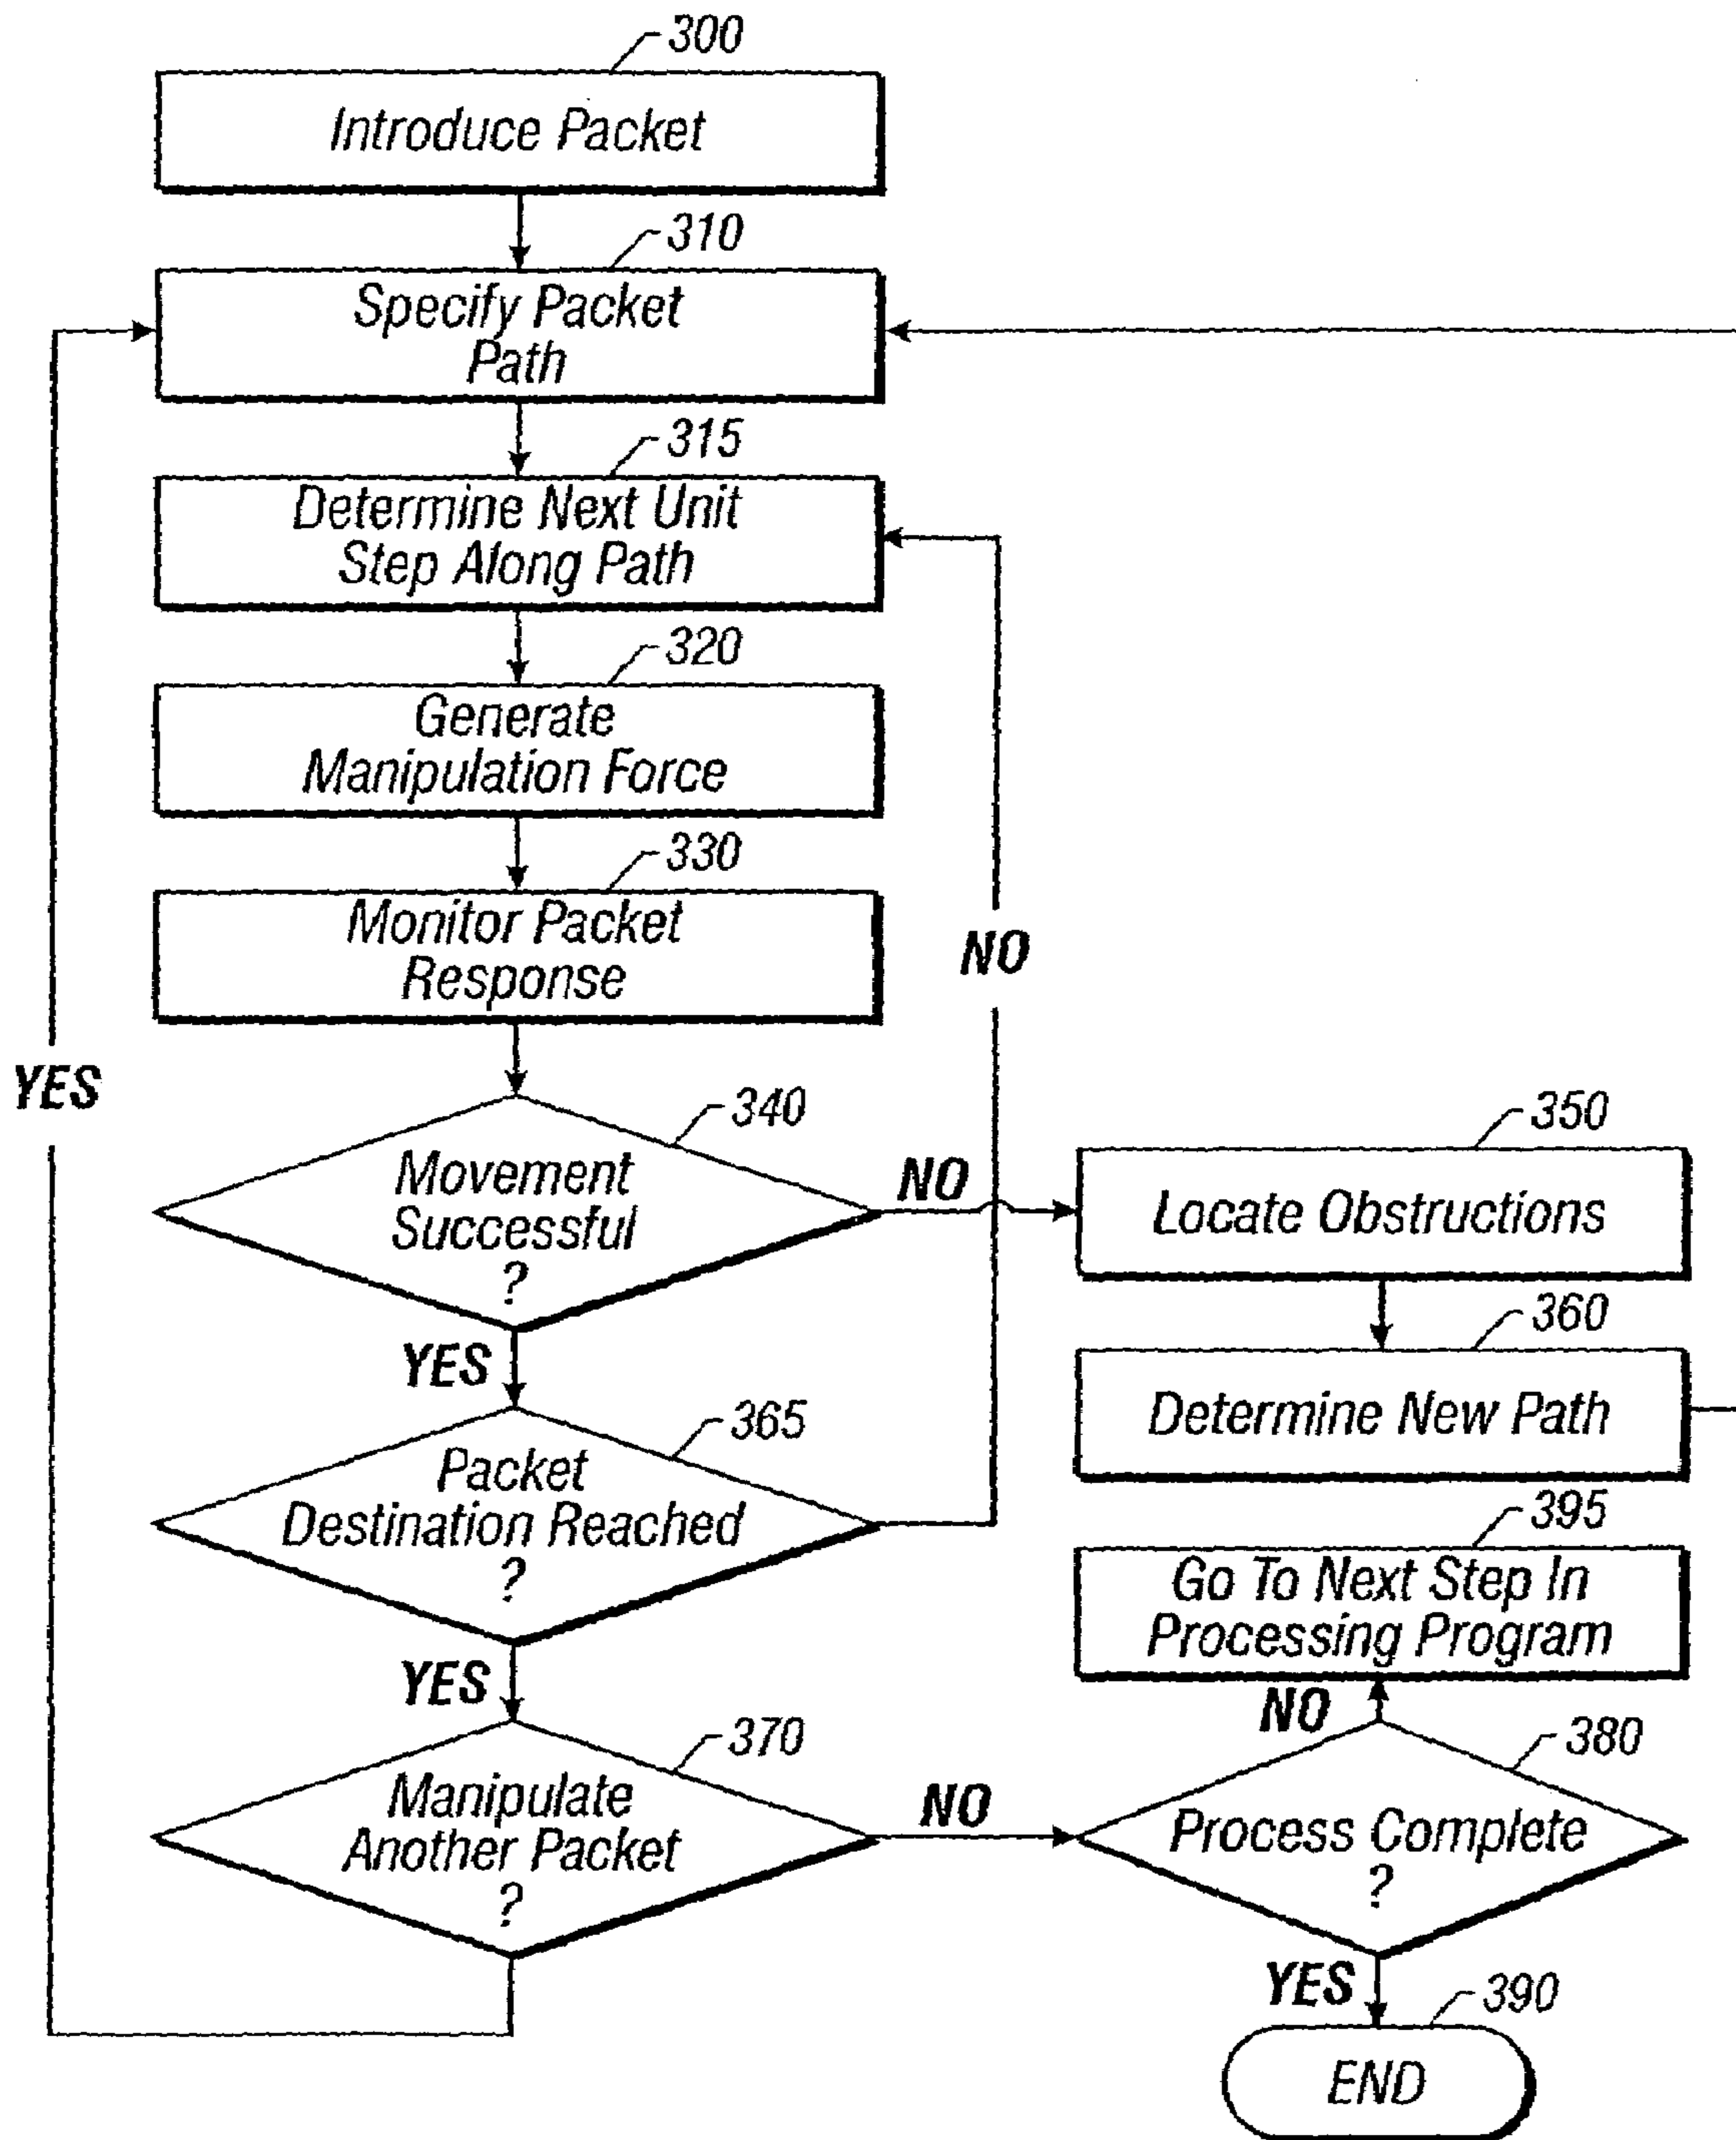 300
Introduce Packet
310
Specify Packet
Path
315
Determine Next Unit
Step Along Path
320
Generate
Manipulation Force
330
Monitor Packet
Response
NO
YES
340
Movement
Successful
?
NO
350
Locate Obstructions
YES
360
Determine New Path
365
Packet
Destination Reached
?
395
Go To Next Step In
Processing Program
YES
NO
370
Manipulate
Another Packet
?
NO
380
Process Complete
?
YES
390
END